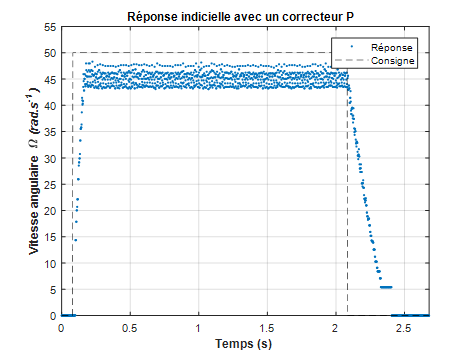 Réponse indicielle avec un correcteur P
55
50
45
40
35
30
25
20
15
10
5
0
Vitesse angulaire Ω (rad.s⁻¹)
Réponse
Consigne
0 0.5 1 1.5 2 2.5
Temps (s)